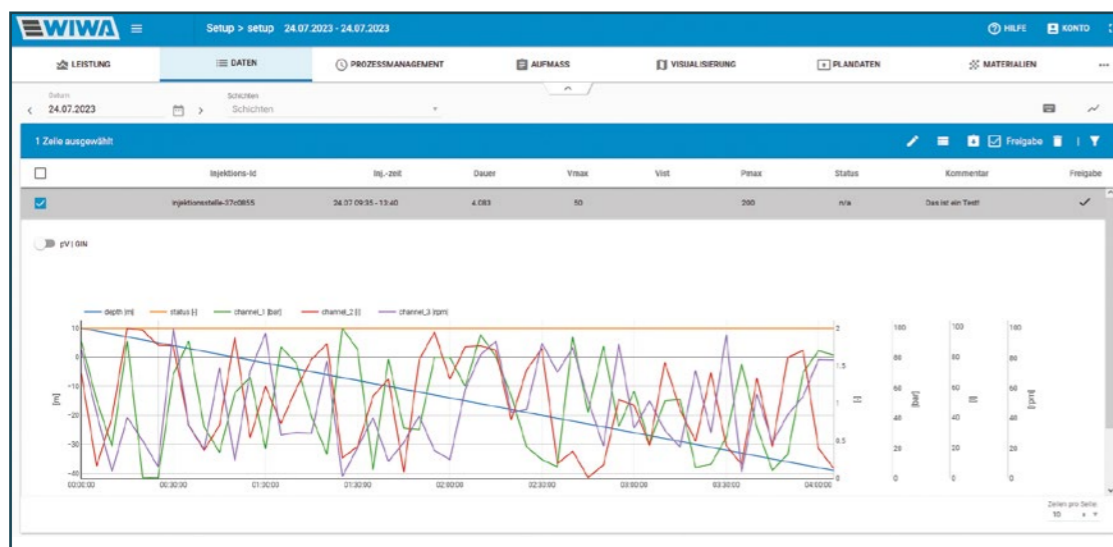 WIWA Setup > setup 24.07.2023 - 24.07.2023 HILFE KONTO
LEISTUNG DATEN PROZESSMANAGEMENT AUFMASS VISUALISIERUNG PLANDATEN MATERIALIEN
Datum Schichten
24.07.2023 Schichten
1 Zeile ausgewählt Freigabe
Injektions-Id Inj.-zeit Dauer Vmax Vist Pmax Status Kommentar Freigabe
24.07 09:35 - 13:40 4.083 50 200 n/a Das ist ein Test!
pV | GIN
depth [m] status [-] channel_1 [bar] channel_2 [l] channel_3 [rpm]
10 2 100 100 100
0 1.5 80 80 80
-10 60 60 60
[m] 1 [-] [bar] [l] [rpm]
-20 40 40 40
-30 0.5 20 20 20
-40 0 0 0 0
00:00:00 00:30:00 01:00:00 01:30:00 02:00:00 02:30:00 03:00:00 03:30:00 04:00:00
Zeilen pro Seite:
10